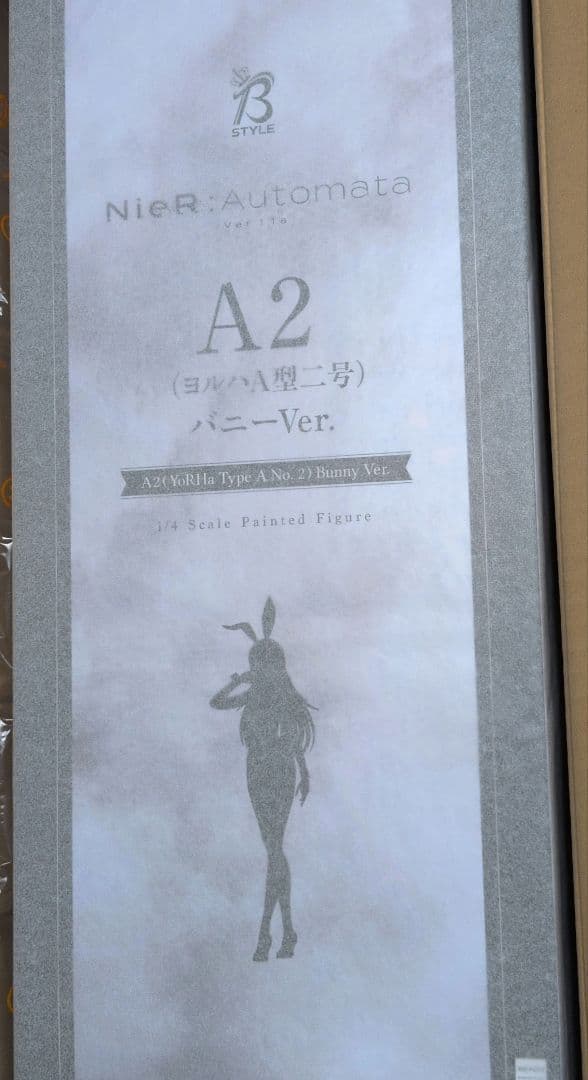 B
STYLE
NieR:Automata
Ver1.1a
A2
(ヨルハA型二号)
バニーVer.
A2(YoRHa Type A No. 2) Bunny Ver.
1/4 Scale Painted Figure